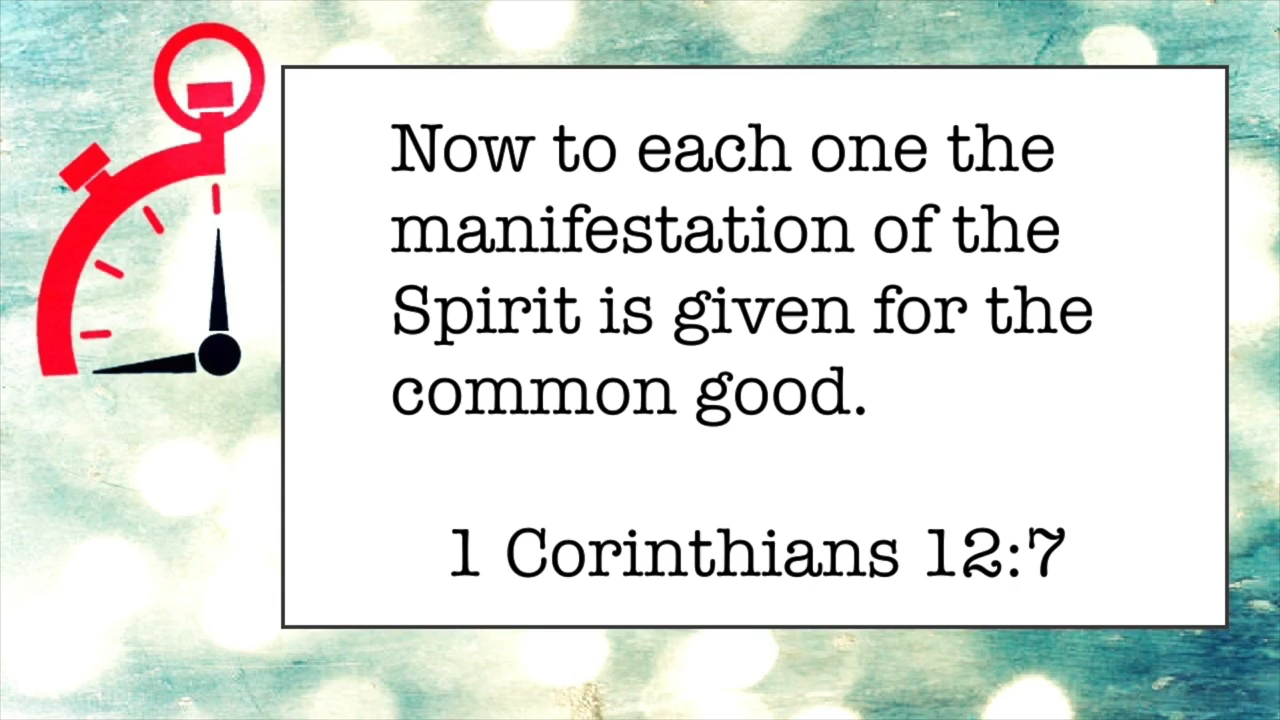 Now to each one the
manifestation of the
Spirit is given for the
common good.
1 Corinthians 12:7